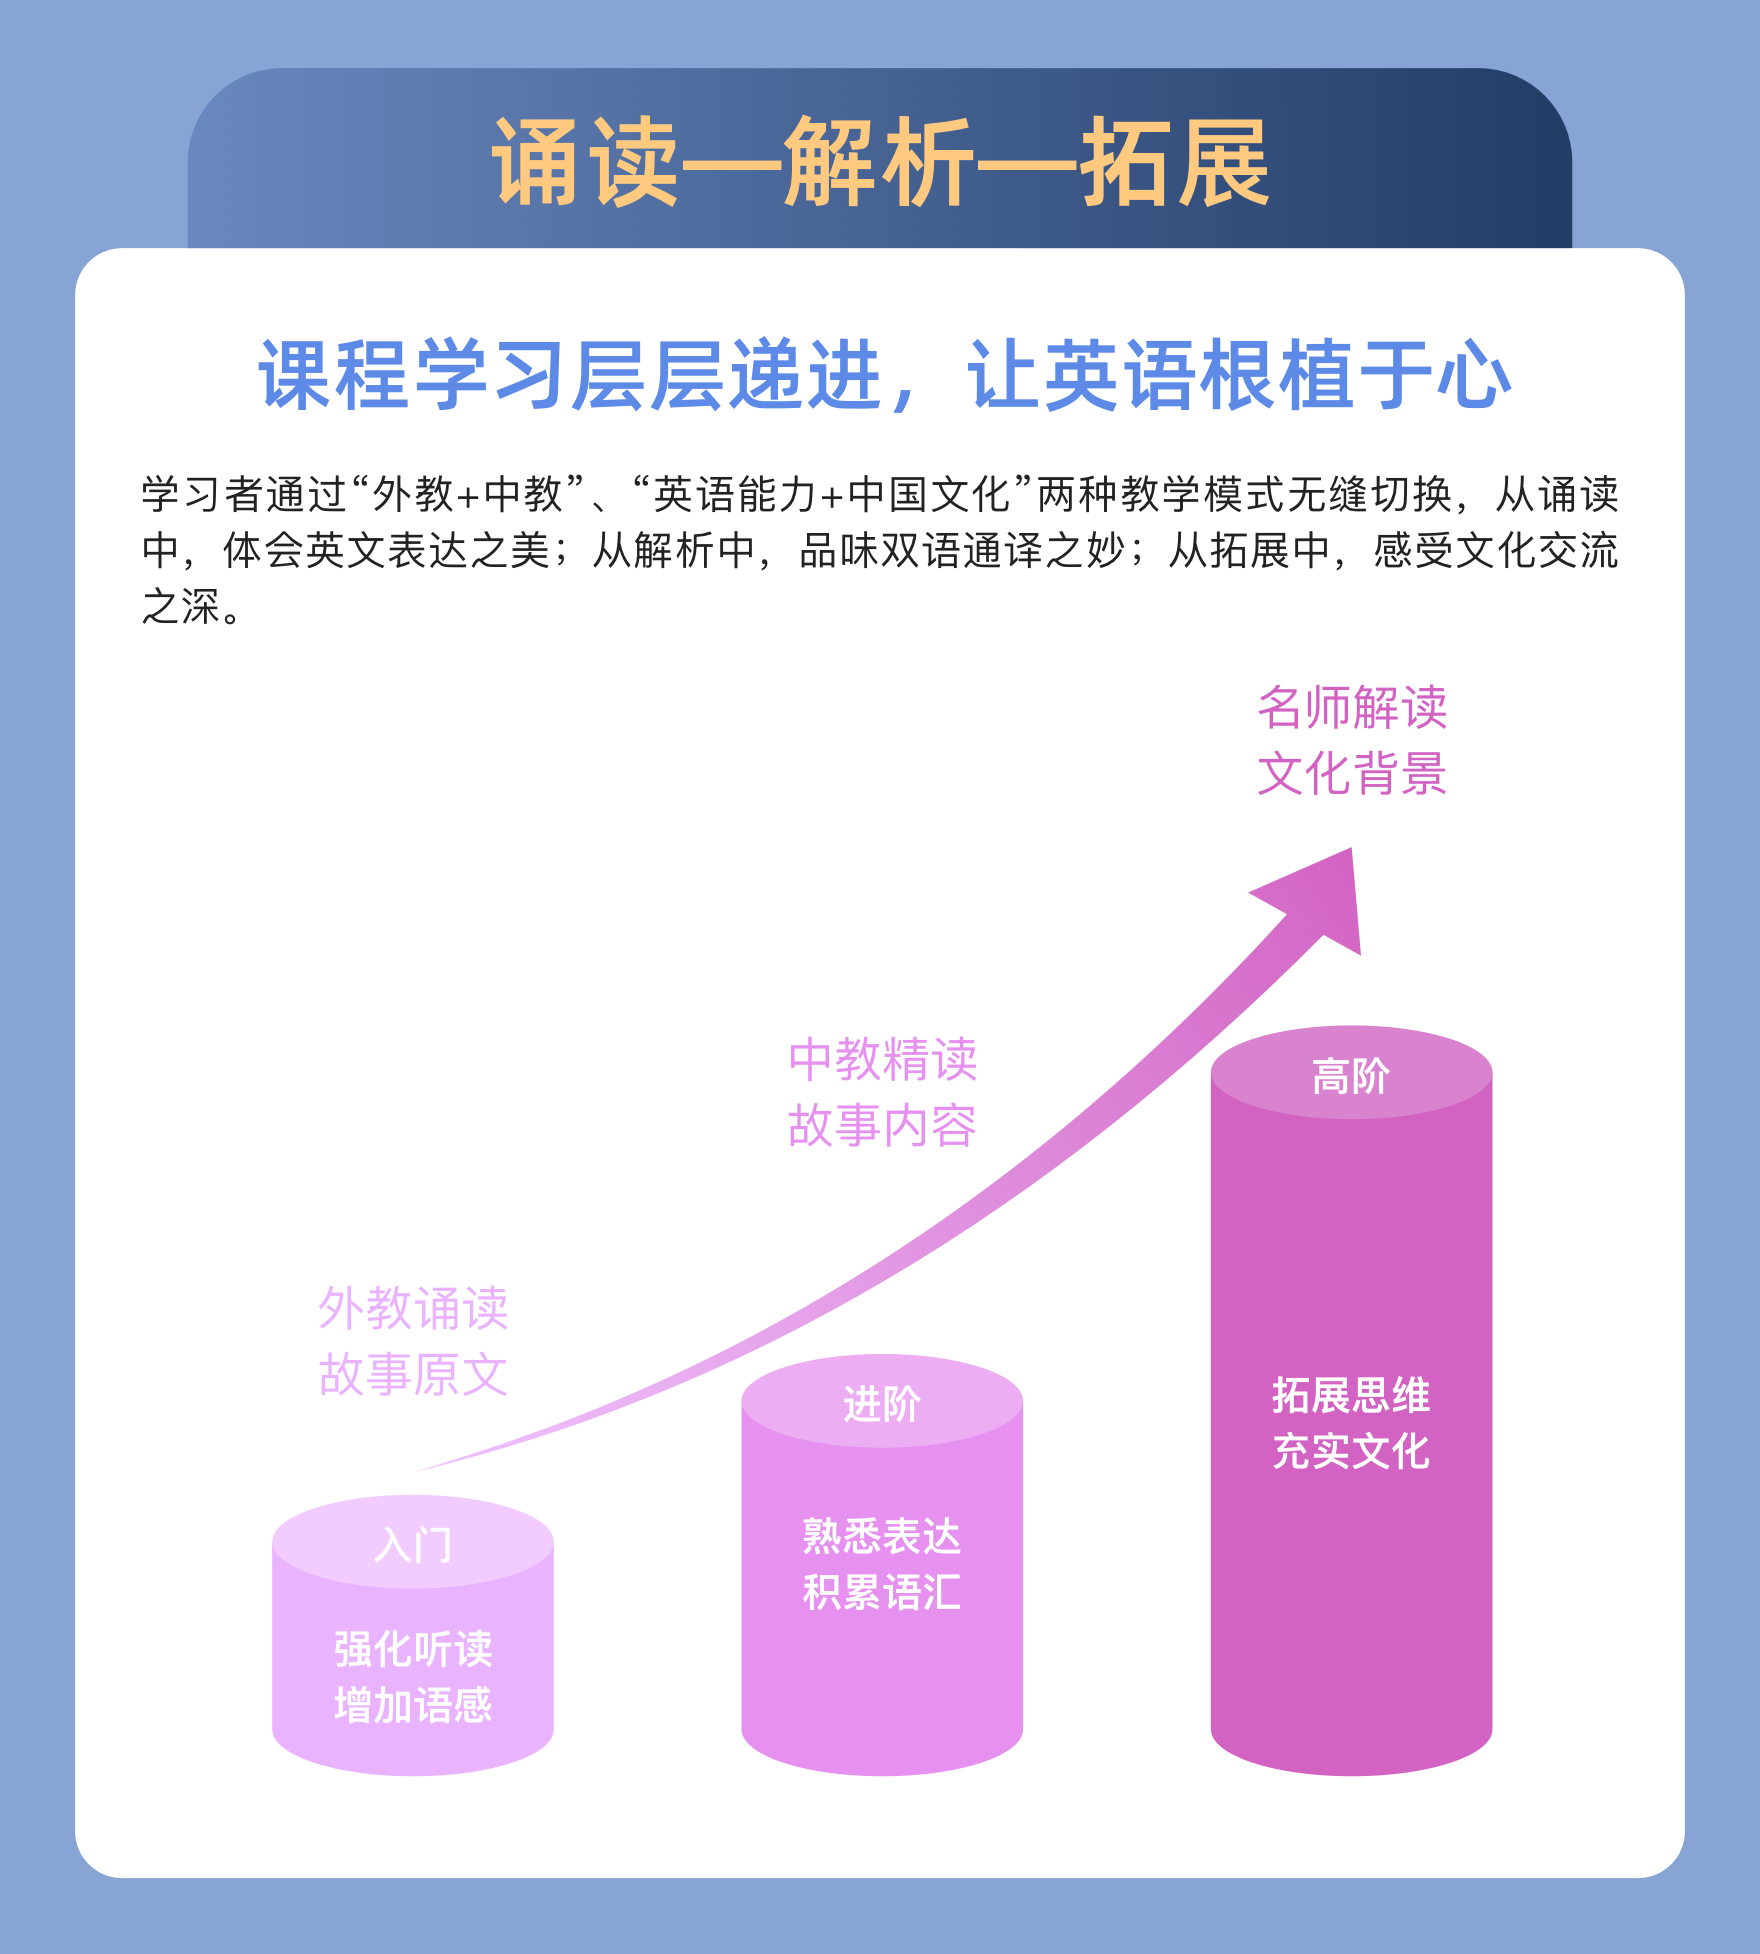 诵读—解析—拓展
课程学习层层递进，让英语根植于心
学习者通过“外教+中教”、“英语能力+中国文化”两种教学模式无缝切换，从诵读
中，体会英文表达之美；从解析中，品味双语通译之妙；从拓展中，感受文化交流
之深。
名师解读
文化背景
中教精读
故事内容
外教诵读
故事原文
高阶
拓展思维
充实文化
进阶
熟悉表达
积累语汇
入门
强化听读
增加语感